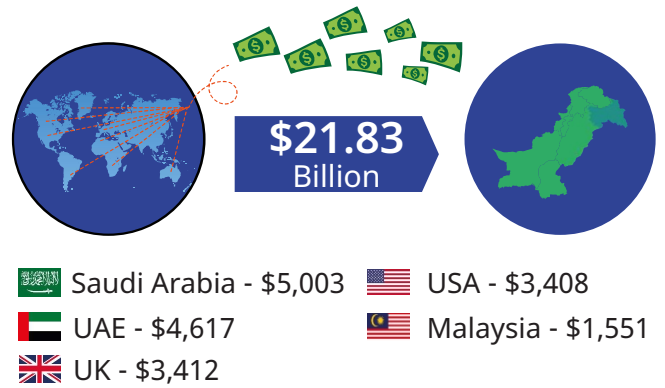 $21.83
Billion
Saudi Arabia - $5,003
USA - $3,408
UAE - $4,617
Malaysia - $1,551
UK - $3,412